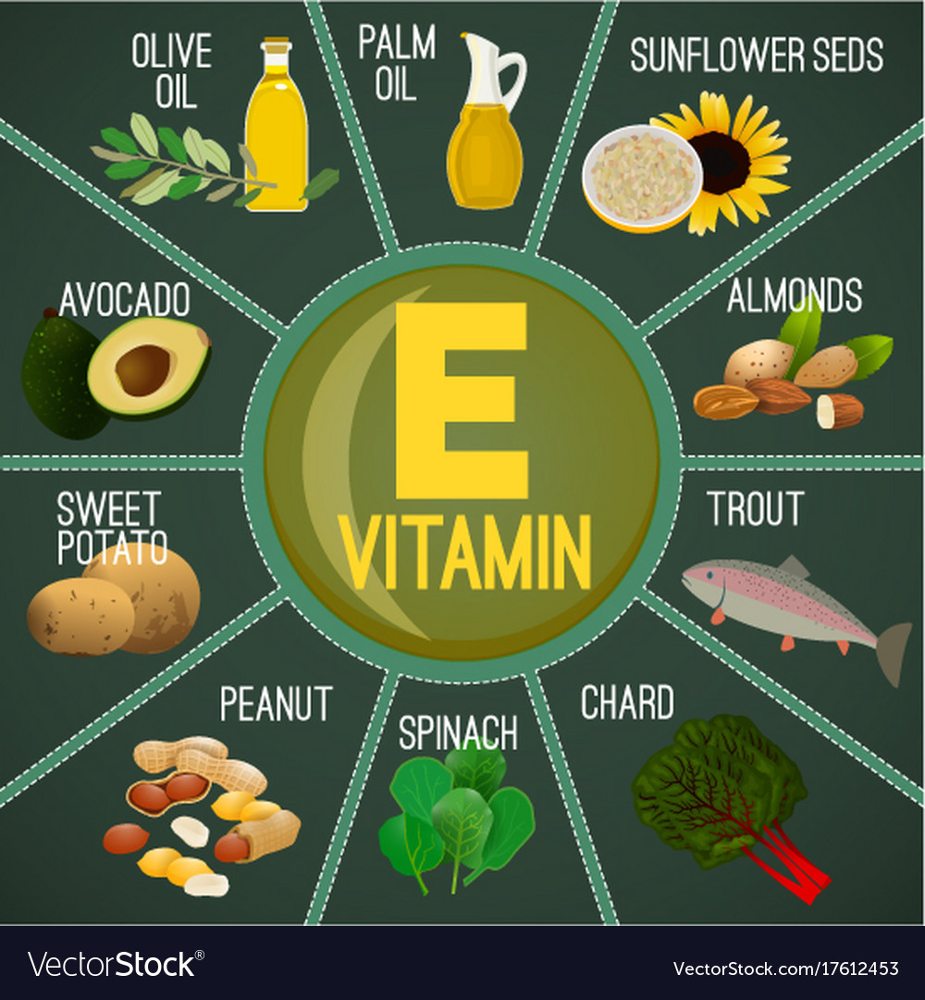 OLIVE
OIL
PALM
OIL
SUNFLOWER SEDS
AVOCADO
ALMONDS
E
VITAMIN
SWEET
POTATO
TROUT
PEANUT
SPINACH
CHARD
VectorStock®
VectorStock.com/17612453